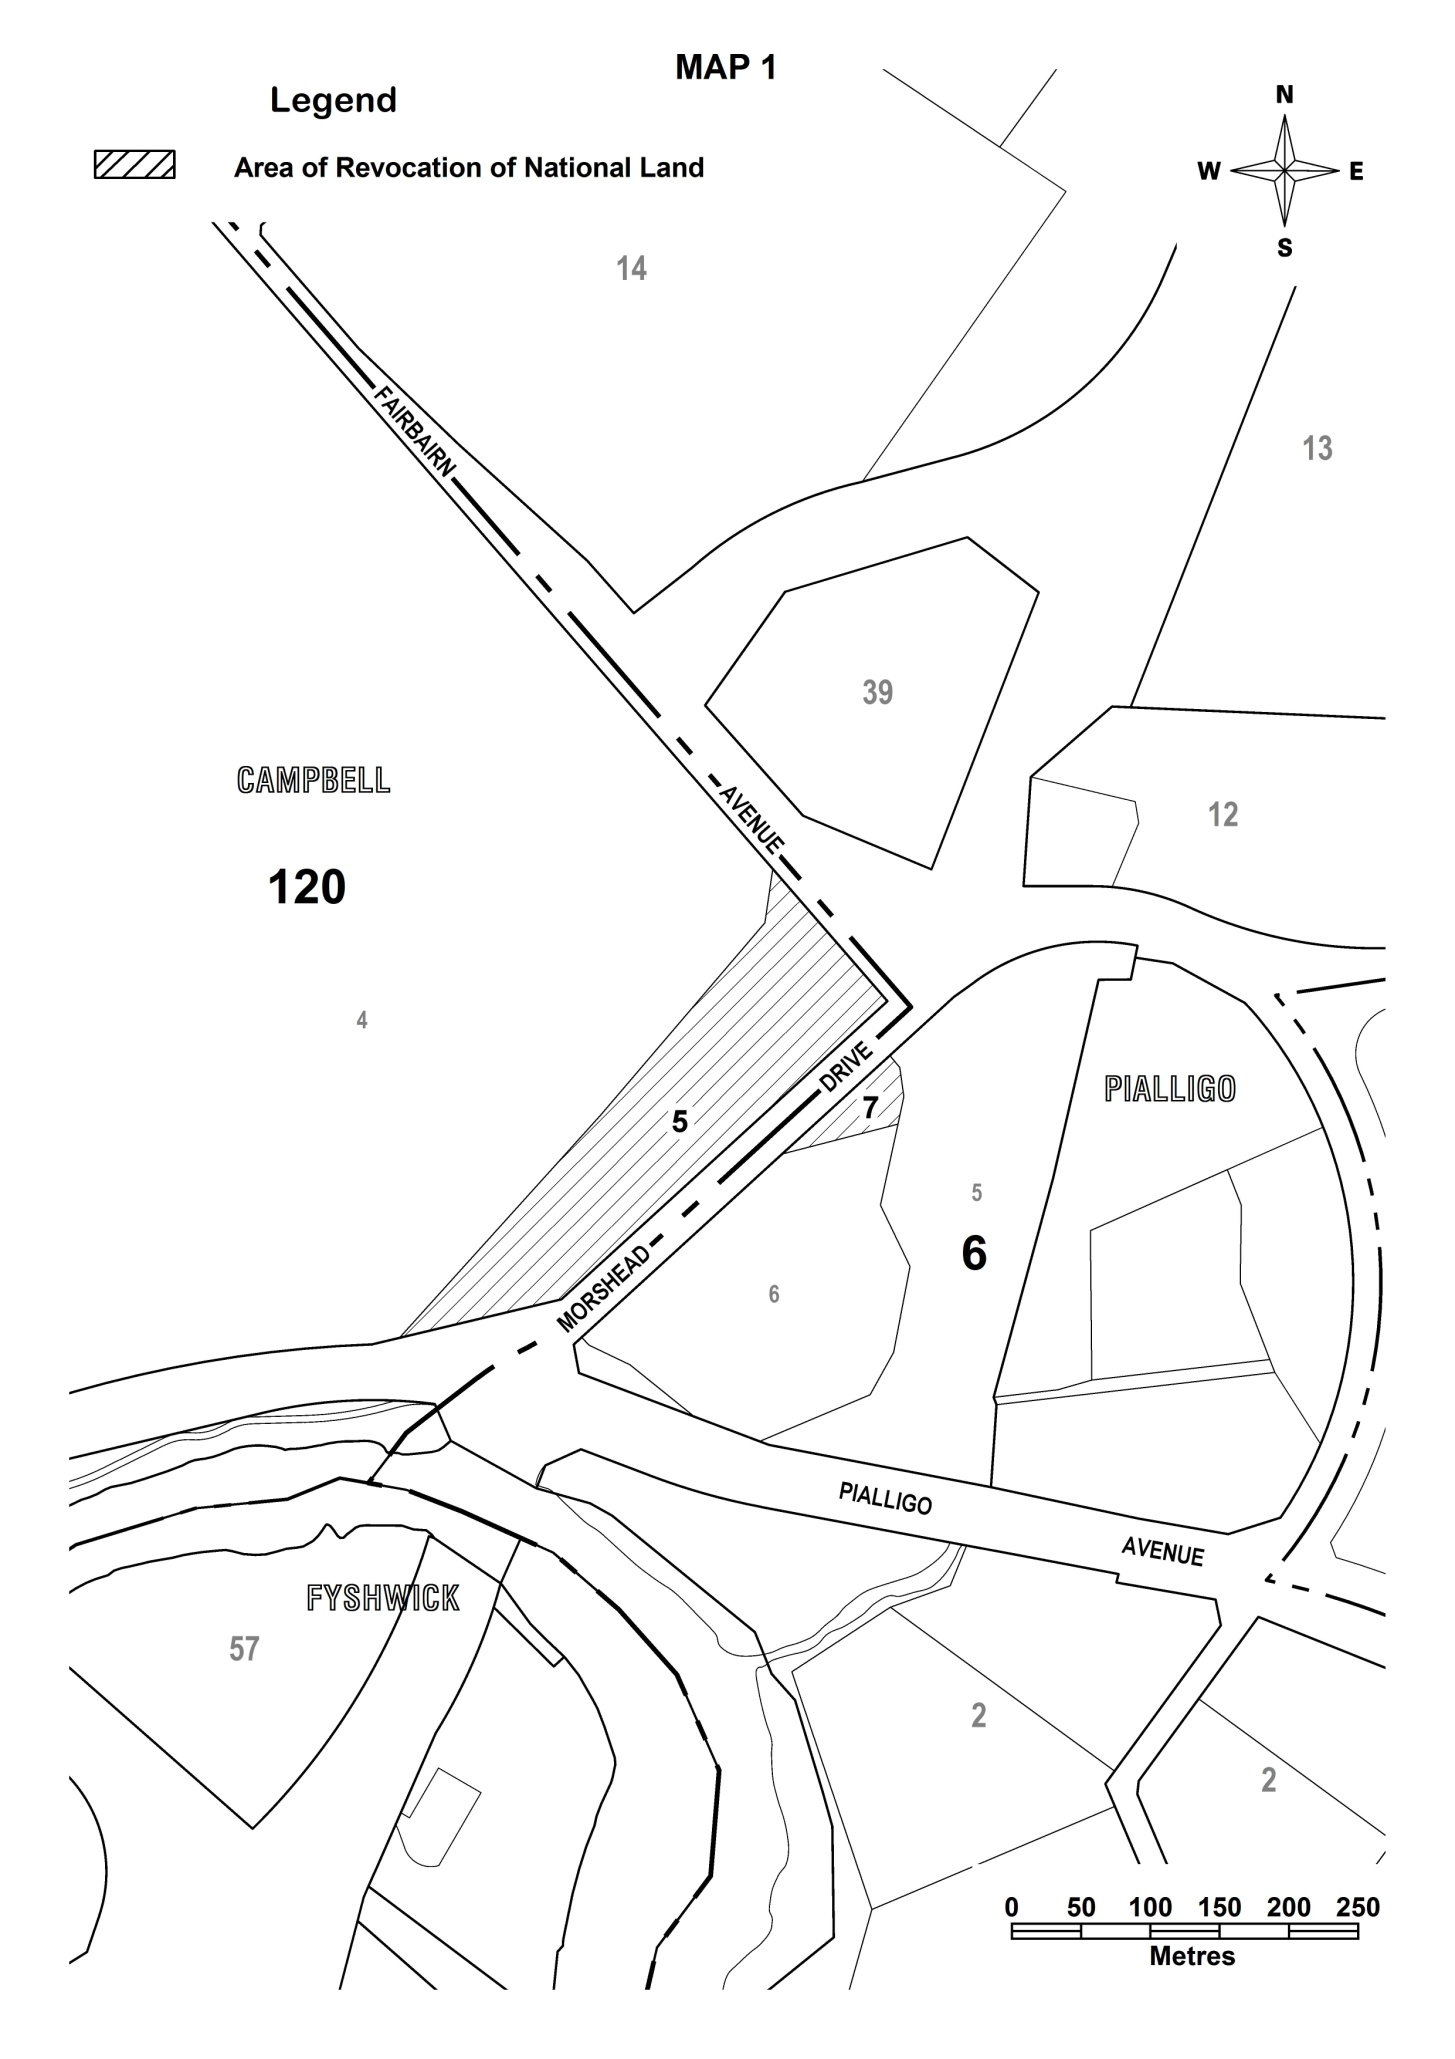 MAP 1
Legend
Area of Revocation of National Land
N
W E
S
14
13
FAIRBAIRN
39
CAMPBELL
AVENUE
12
120
4
DRIVE
PIALLIGO
5
7
5
6
MORSHEAD
6
PIALLIGO
AVENUE
FYSHWICK
57
2
2
0 50 100 150 200 250
Metres